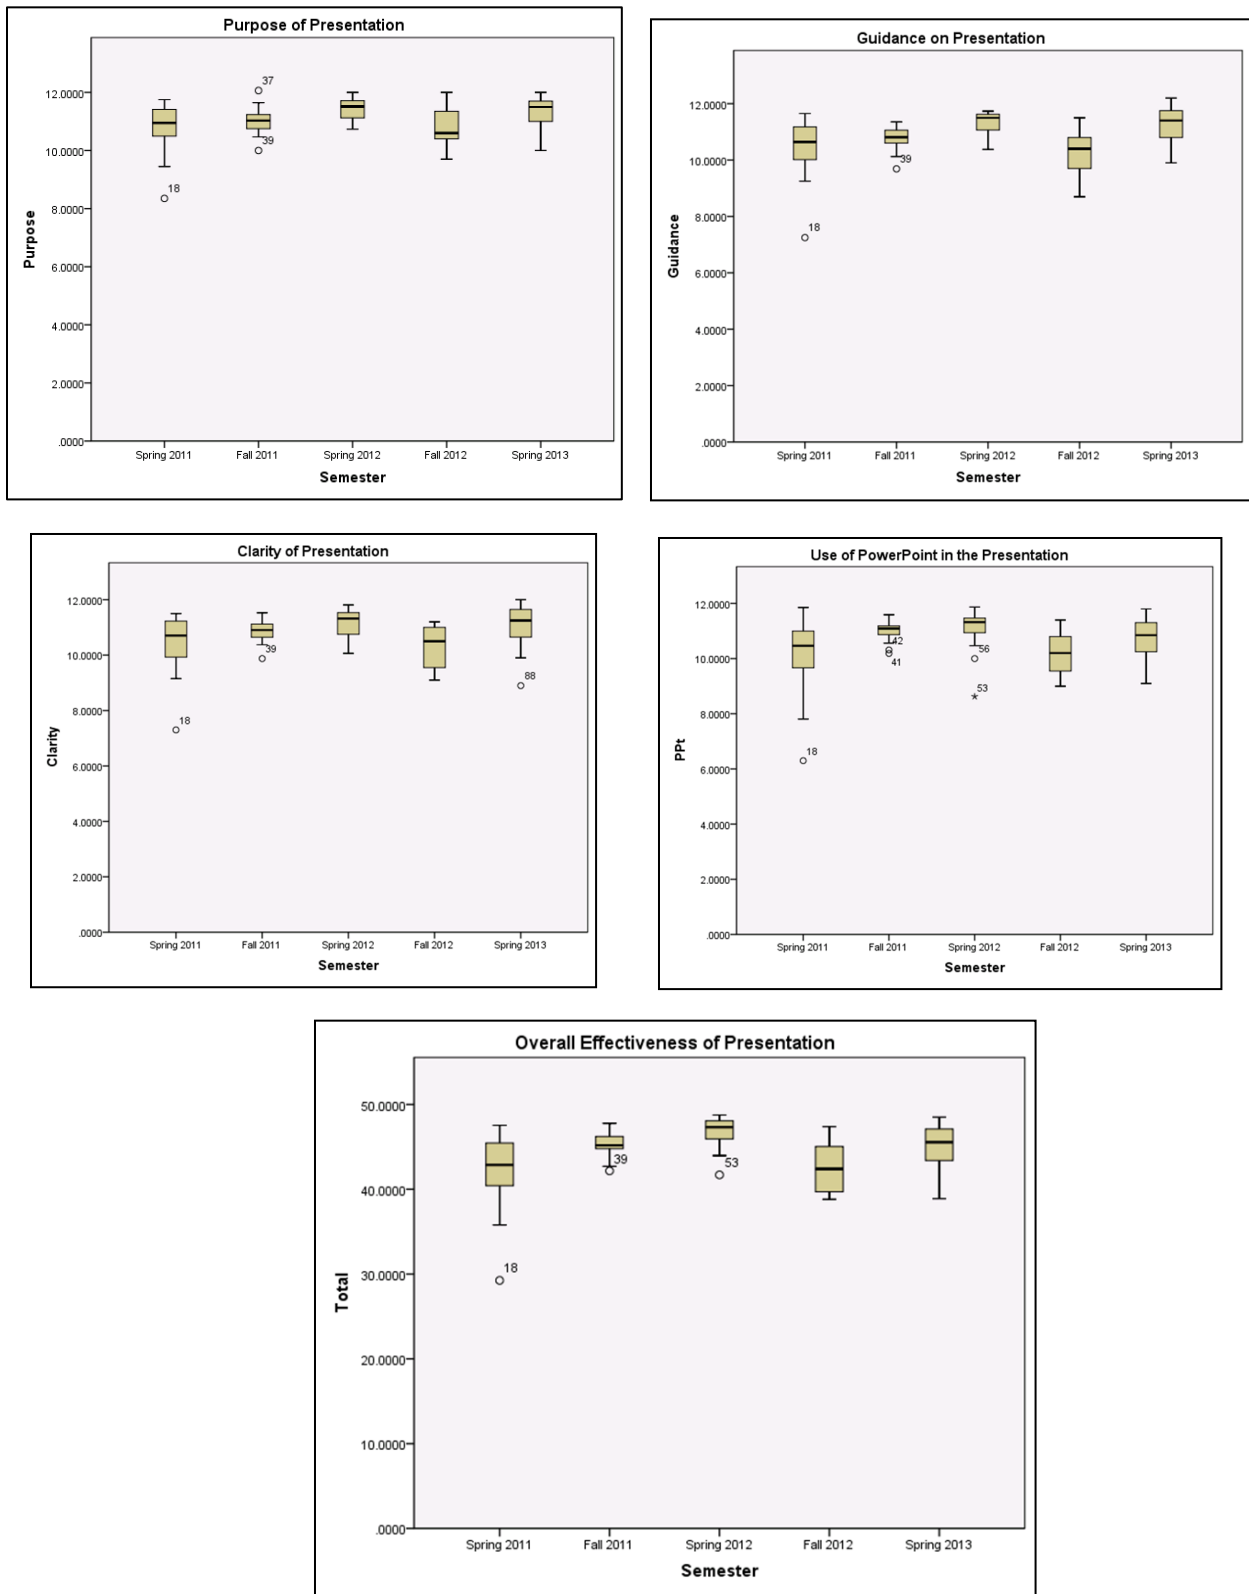 Purpose of Presentation
Purpose
12.0000
10.0000
8.0000
6.0000
4.0000
2.0000
.0000
37
39
18
Spring 2011 Fall 2011 Spring 2012 Fall 2012 Spring 2013
Semester
Guidance on Presentation
Guidance
12.0000
10.0000
8.0000
6.0000
4.0000
2.0000
.0000
39
18
Spring 2011 Fall 2011 Spring 2012 Fall 2012 Spring 2013
Semester
Clarity of Presentation
Clarity
12.0000
10.0000
8.0000
6.0000
4.0000
2.0000
.0000
39
88
18
Spring 2011 Fall 2011 Spring 2012 Fall 2012 Spring 2013
Semester
Use of PowerPoint in the Presentation
PPt
12.0000
10.0000
8.0000
6.0000
4.0000
2.0000
.0000
42
41
56
53
18
Spring 2011 Fall 2011 Spring 2012 Fall 2012 Spring 2013
Semester
Overall Effectiveness of Presentation
Total
50.0000
40.0000
30.0000
20.0000
10.0000
.0000
39
53
18
Spring 2011 Fall 2011 Spring 2012 Fall 2012 Spring 2013
Semester